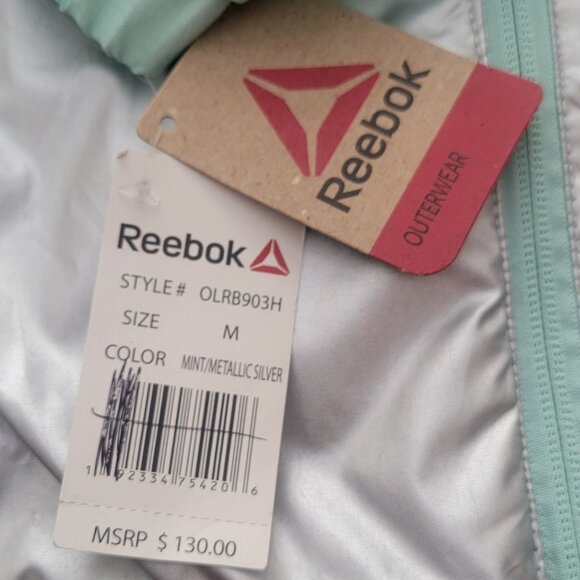 Reebok
OUTERWEAR
Reebok
STYLE # OLRB903H
SIZE M
COLOR MINT/METALLIC SILVER
1 92334 75420 6
MSRP $ 130.00